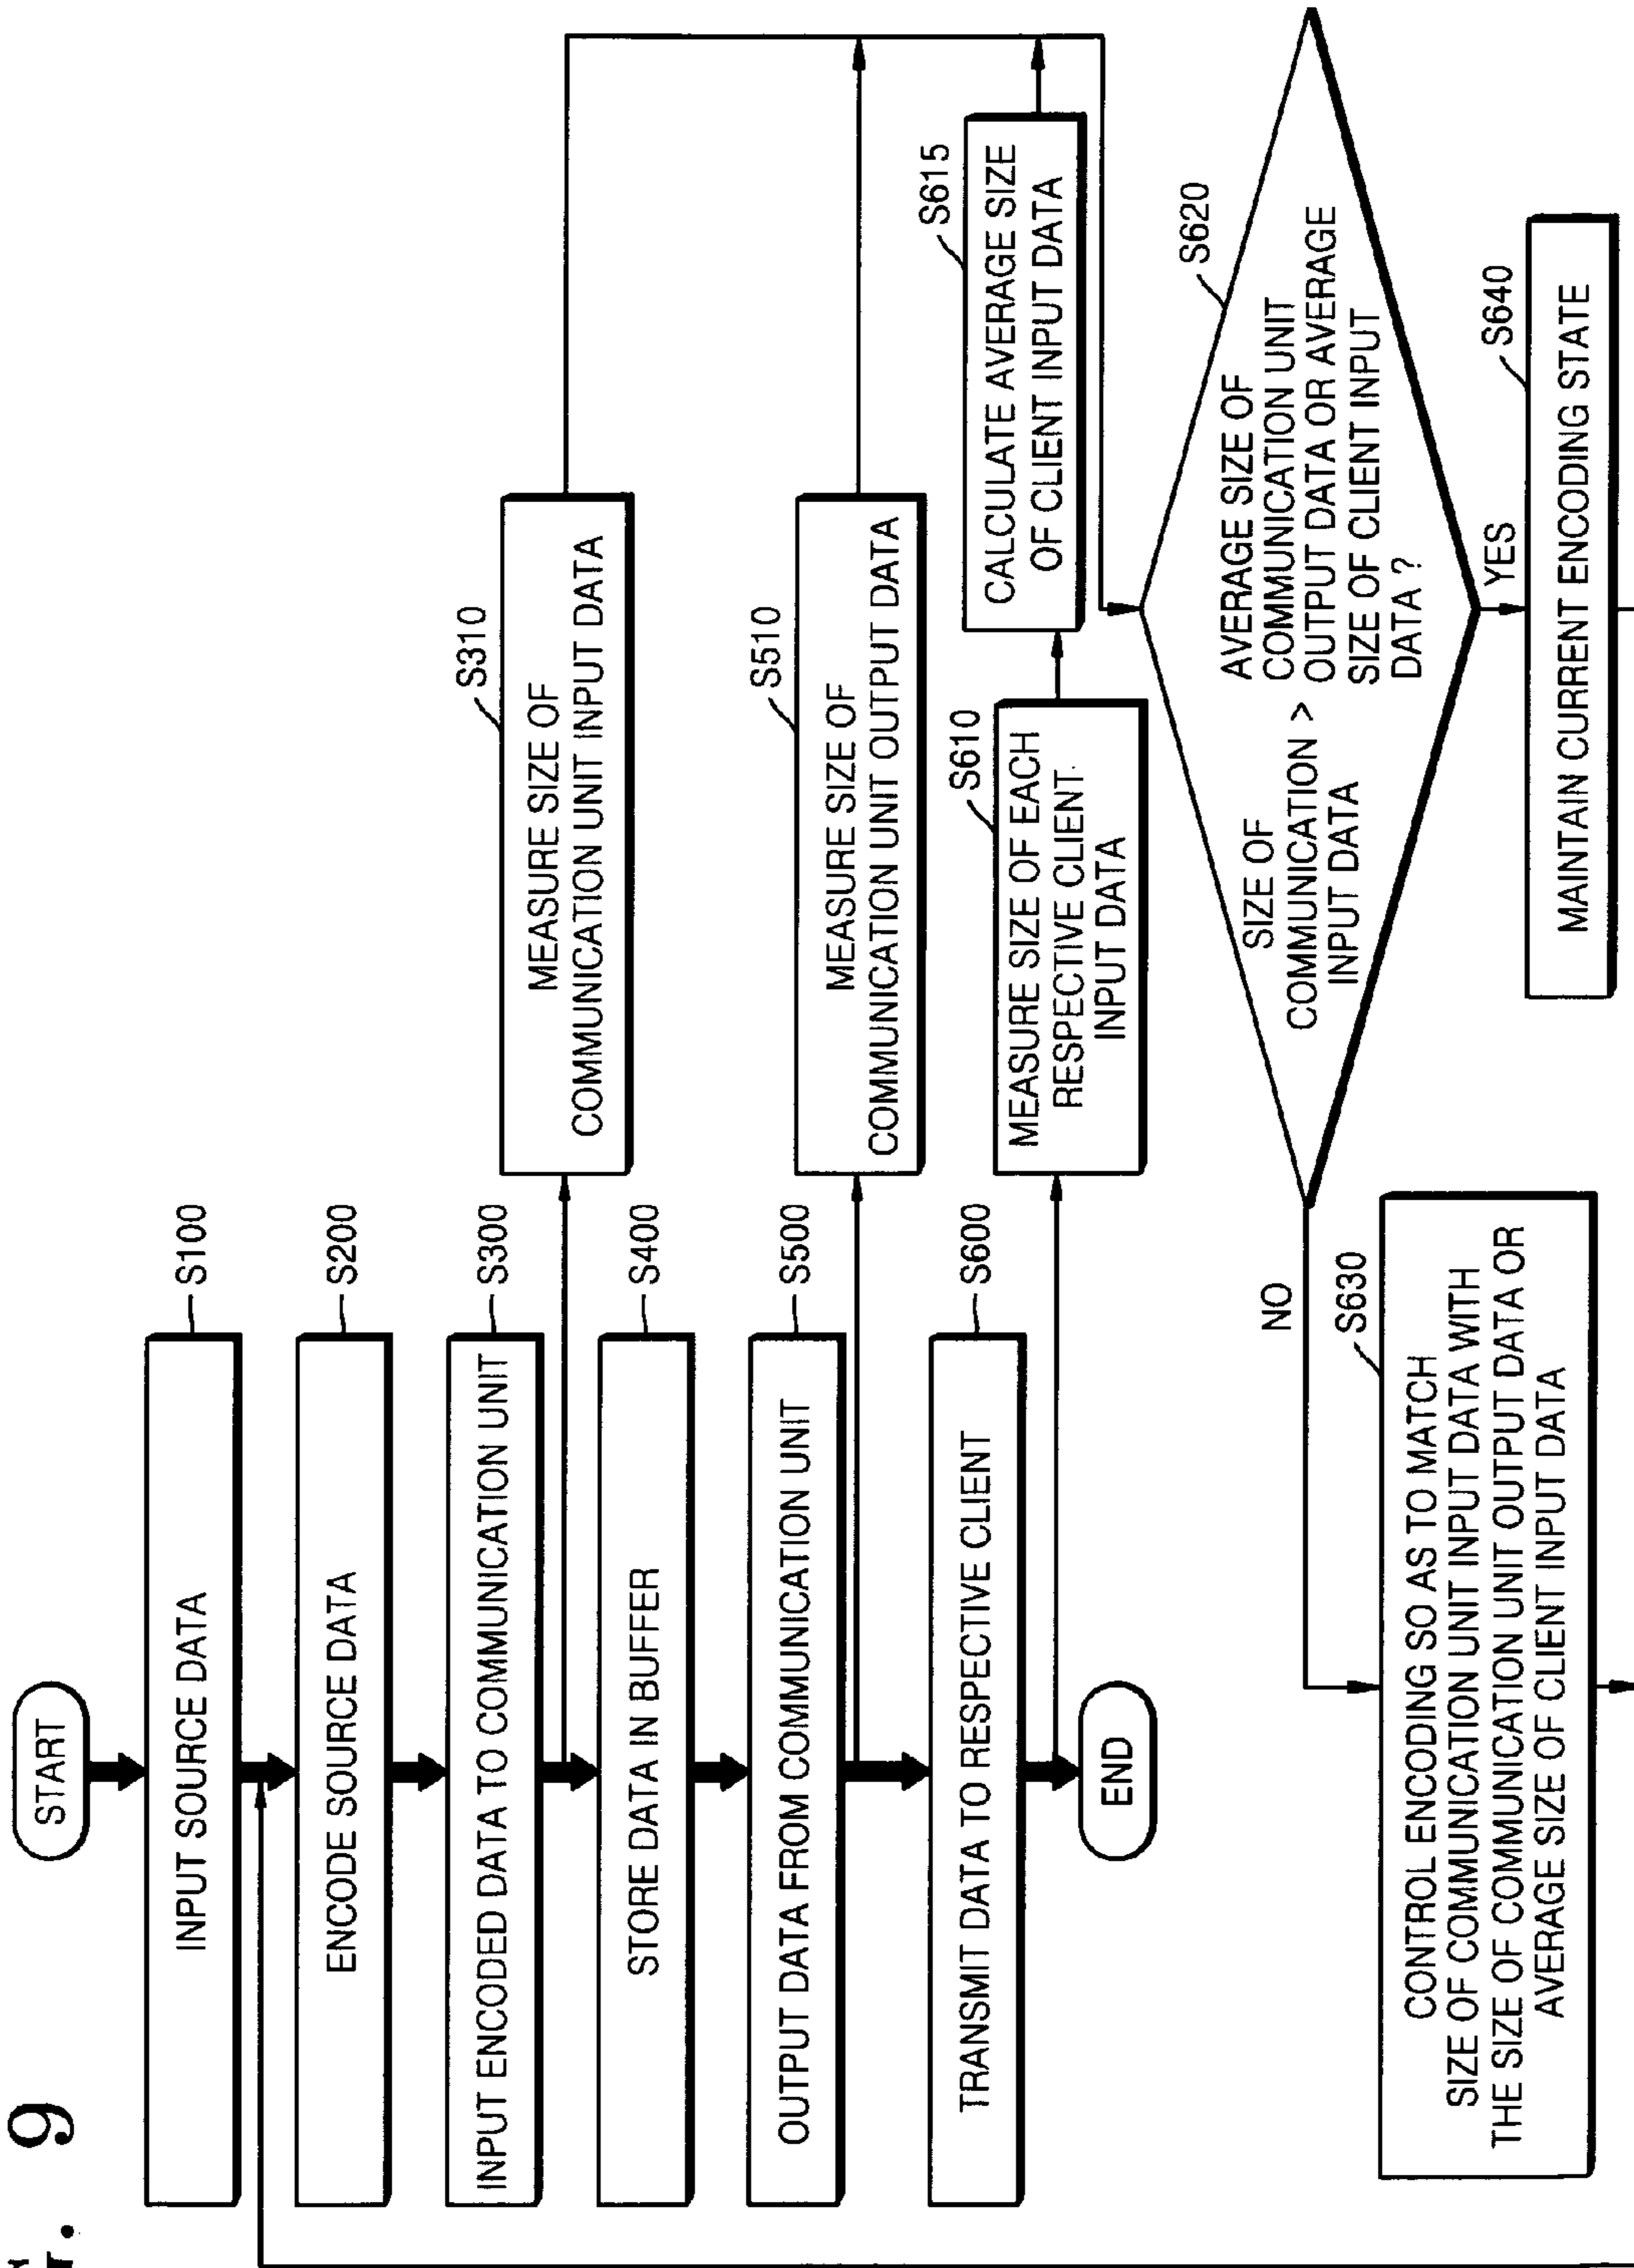 . 9
START
INPUT SOURCE DATA
S100
ENCODE SOURCE DATA
S200
INPUT ENCODED DATA TO COMMUNICATION UNIT
S300
STORE DATA IN BUFFER
S400
OUTPUT DATA FROM COMMUNICATION UNIT
S500
TRANSMIT DATA TO RESPECTIVE CLIENT
S600
END
S310
MEASURE SIZE OF
COMMUNICATION UNIT INPUT DATA
S510
MEASURE SIZE OF
COMMUNICATION UNIT OUTPUT DATA
S610
MEASURE SIZE OF EACH
RESPECTIVE CLIENT
INPUT DATA
S615
CALCULATE AVERAGE SIZE
OF CLIENT INPUT DATA
S620
SIZE OF
COMMUNICATION >
INPUT DATA
AVERAGE SIZE OF
COMMUNICATION UNIT
OUTPUT DATA OR AVERAGE
SIZE OF CLIENT INPUT
DATA ?
NO
YES
S630
CONTROL ENCODING SO AS TO MATCH
SIZE OF COMMUNICATION UNIT INPUT DATA WITH
THE SIZE OF COMMUNICATION UNIT OUTPUT DATA OR
AVERAGE SIZE OF CLIENT INPUT DATA
S640
MAINTAIN CURRENT ENCODING STATE